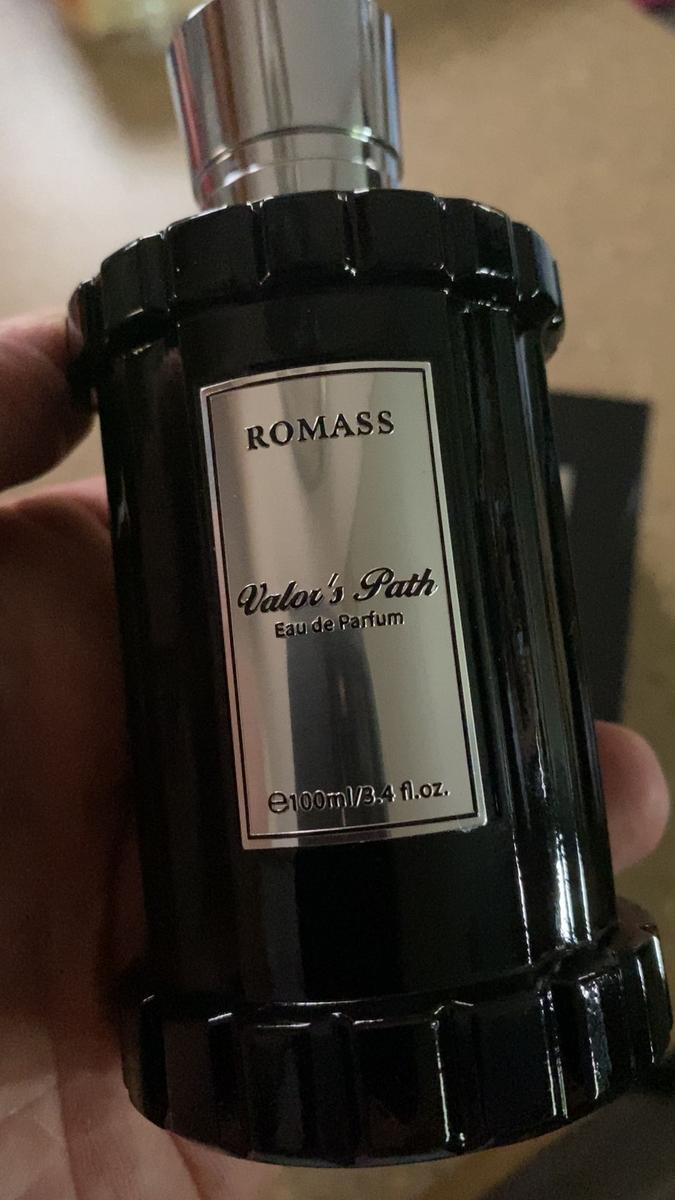 ROMASS
Valor's Path
Eau de Parfum
℮100ml/3.4 fl.oz.